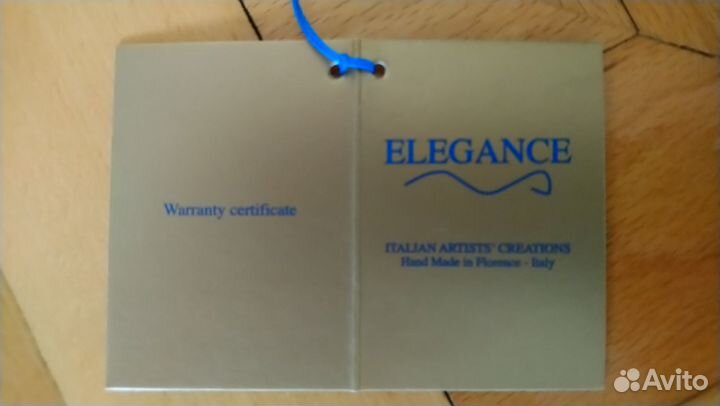 Warranty certificate
ELEGANCE
ITALIAN ARTISTS' CREATIONS
Hand Made in Florence - Italy
Avito